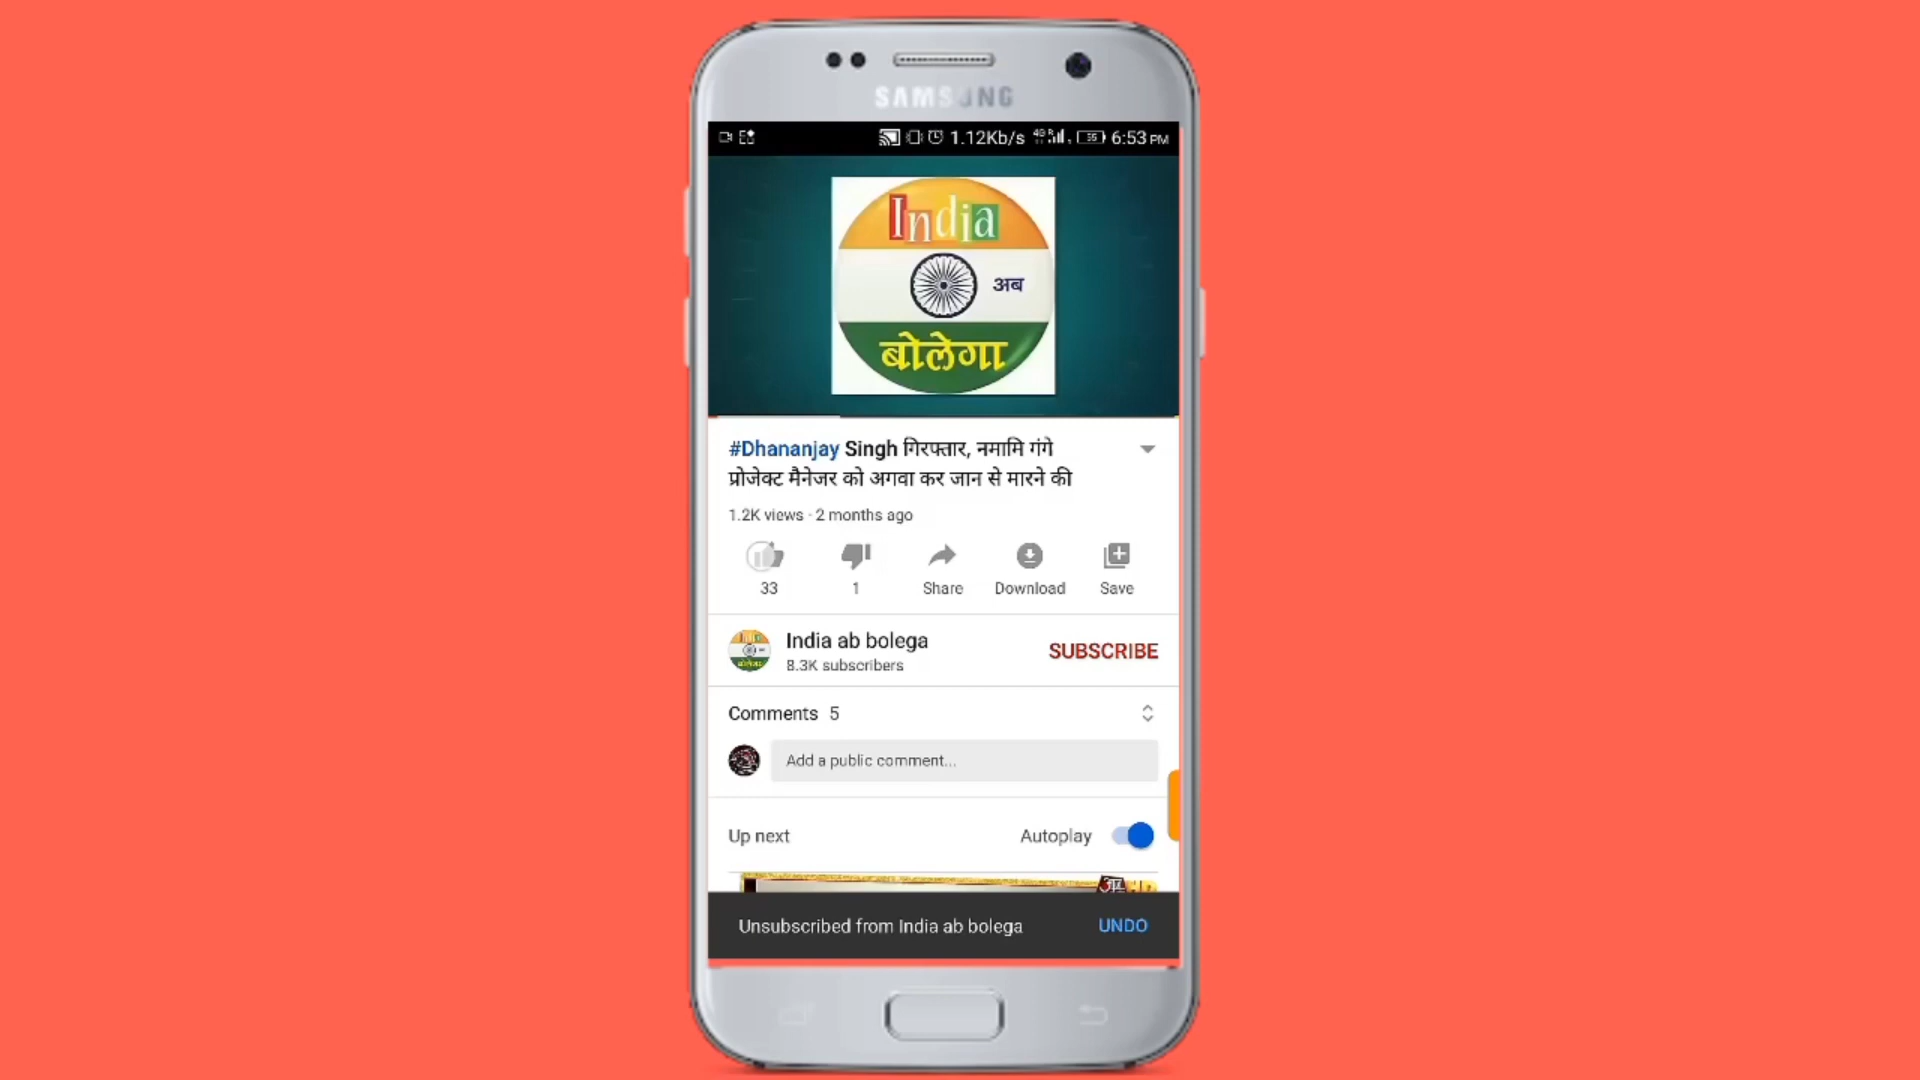 SAMSUNG
1.12Kb/s 4G R 55 6:53 PM
India
अब
बोलेगा
#Dhananjay Singh गिरफ्तार, नमामि गंगे
प्रोजेक्ट मैनेजर को अगवा कर जान से मारने की
1.2K views · 2 months ago
33 1 Share Download Save
India ab bolega
8.3K subscribers
SUBSCRIBE
Comments 5
Add a public comment...
Up next Autoplay
Unsubscribed from India ab bolega UNDO